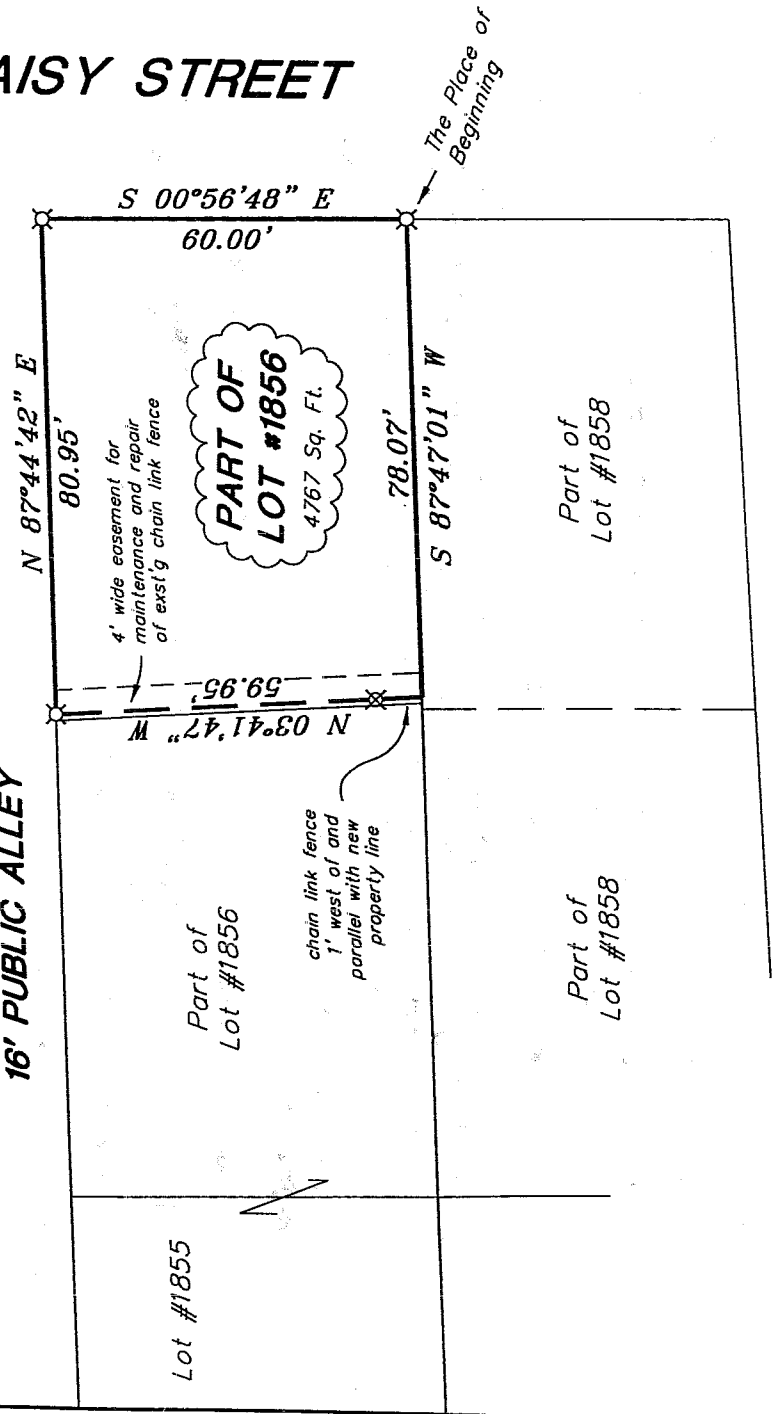 AISY STREET
The Place of
Beginning
S 00°56'48" E
60.00'
N 87°44'42" E
80.95'
4' wide easement for
maintenance and repair
of exst'g chain link fence
PART OF
LOT #1856
4767 Sq. Ft.
78.07'
S 87°47'01" W
Part of
Lot #1858
59.95'
N 03°41'47" W
16' PUBLIC ALLEY
chain link fence
1' west of and
parallel with new
property line
Part of
Lot #1856
Part of
Lot #1858
Lot #1855